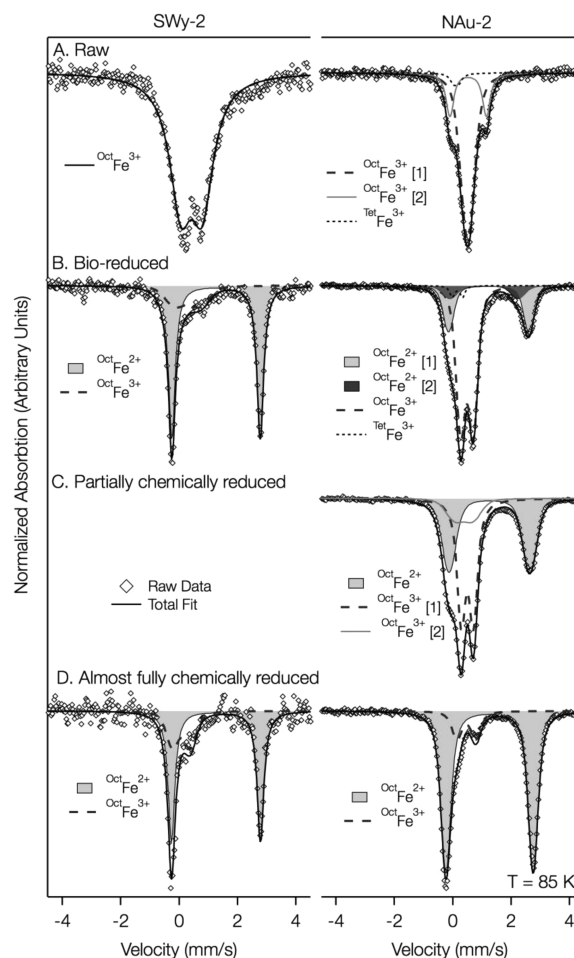 SWy-2
NAu-2
A. Raw
OctFe3+
OctFe3+ [1]
OctFe3+ [2]
TetFe3+
B. Bio-reduced
OctFe2+
OctFe3+
OctFe2+ [1]
OctFe2+ [2]
OctFe3+
TetFe3+
C. Partially chemically reduced
Raw Data
Total Fit
OctFe2+
OctFe3+ [1]
OctFe3+ [2]
D. Almost fully chemically reduced
OctFe2+
OctFe3+
OctFe2+
OctFe3+
T = 85 K
Normalized Absorbtion (Arbitrary Units)
-4 -2 0 2 4
-4 -2 0 2 4
Velocity (mm/s)
Velocity (mm/s)